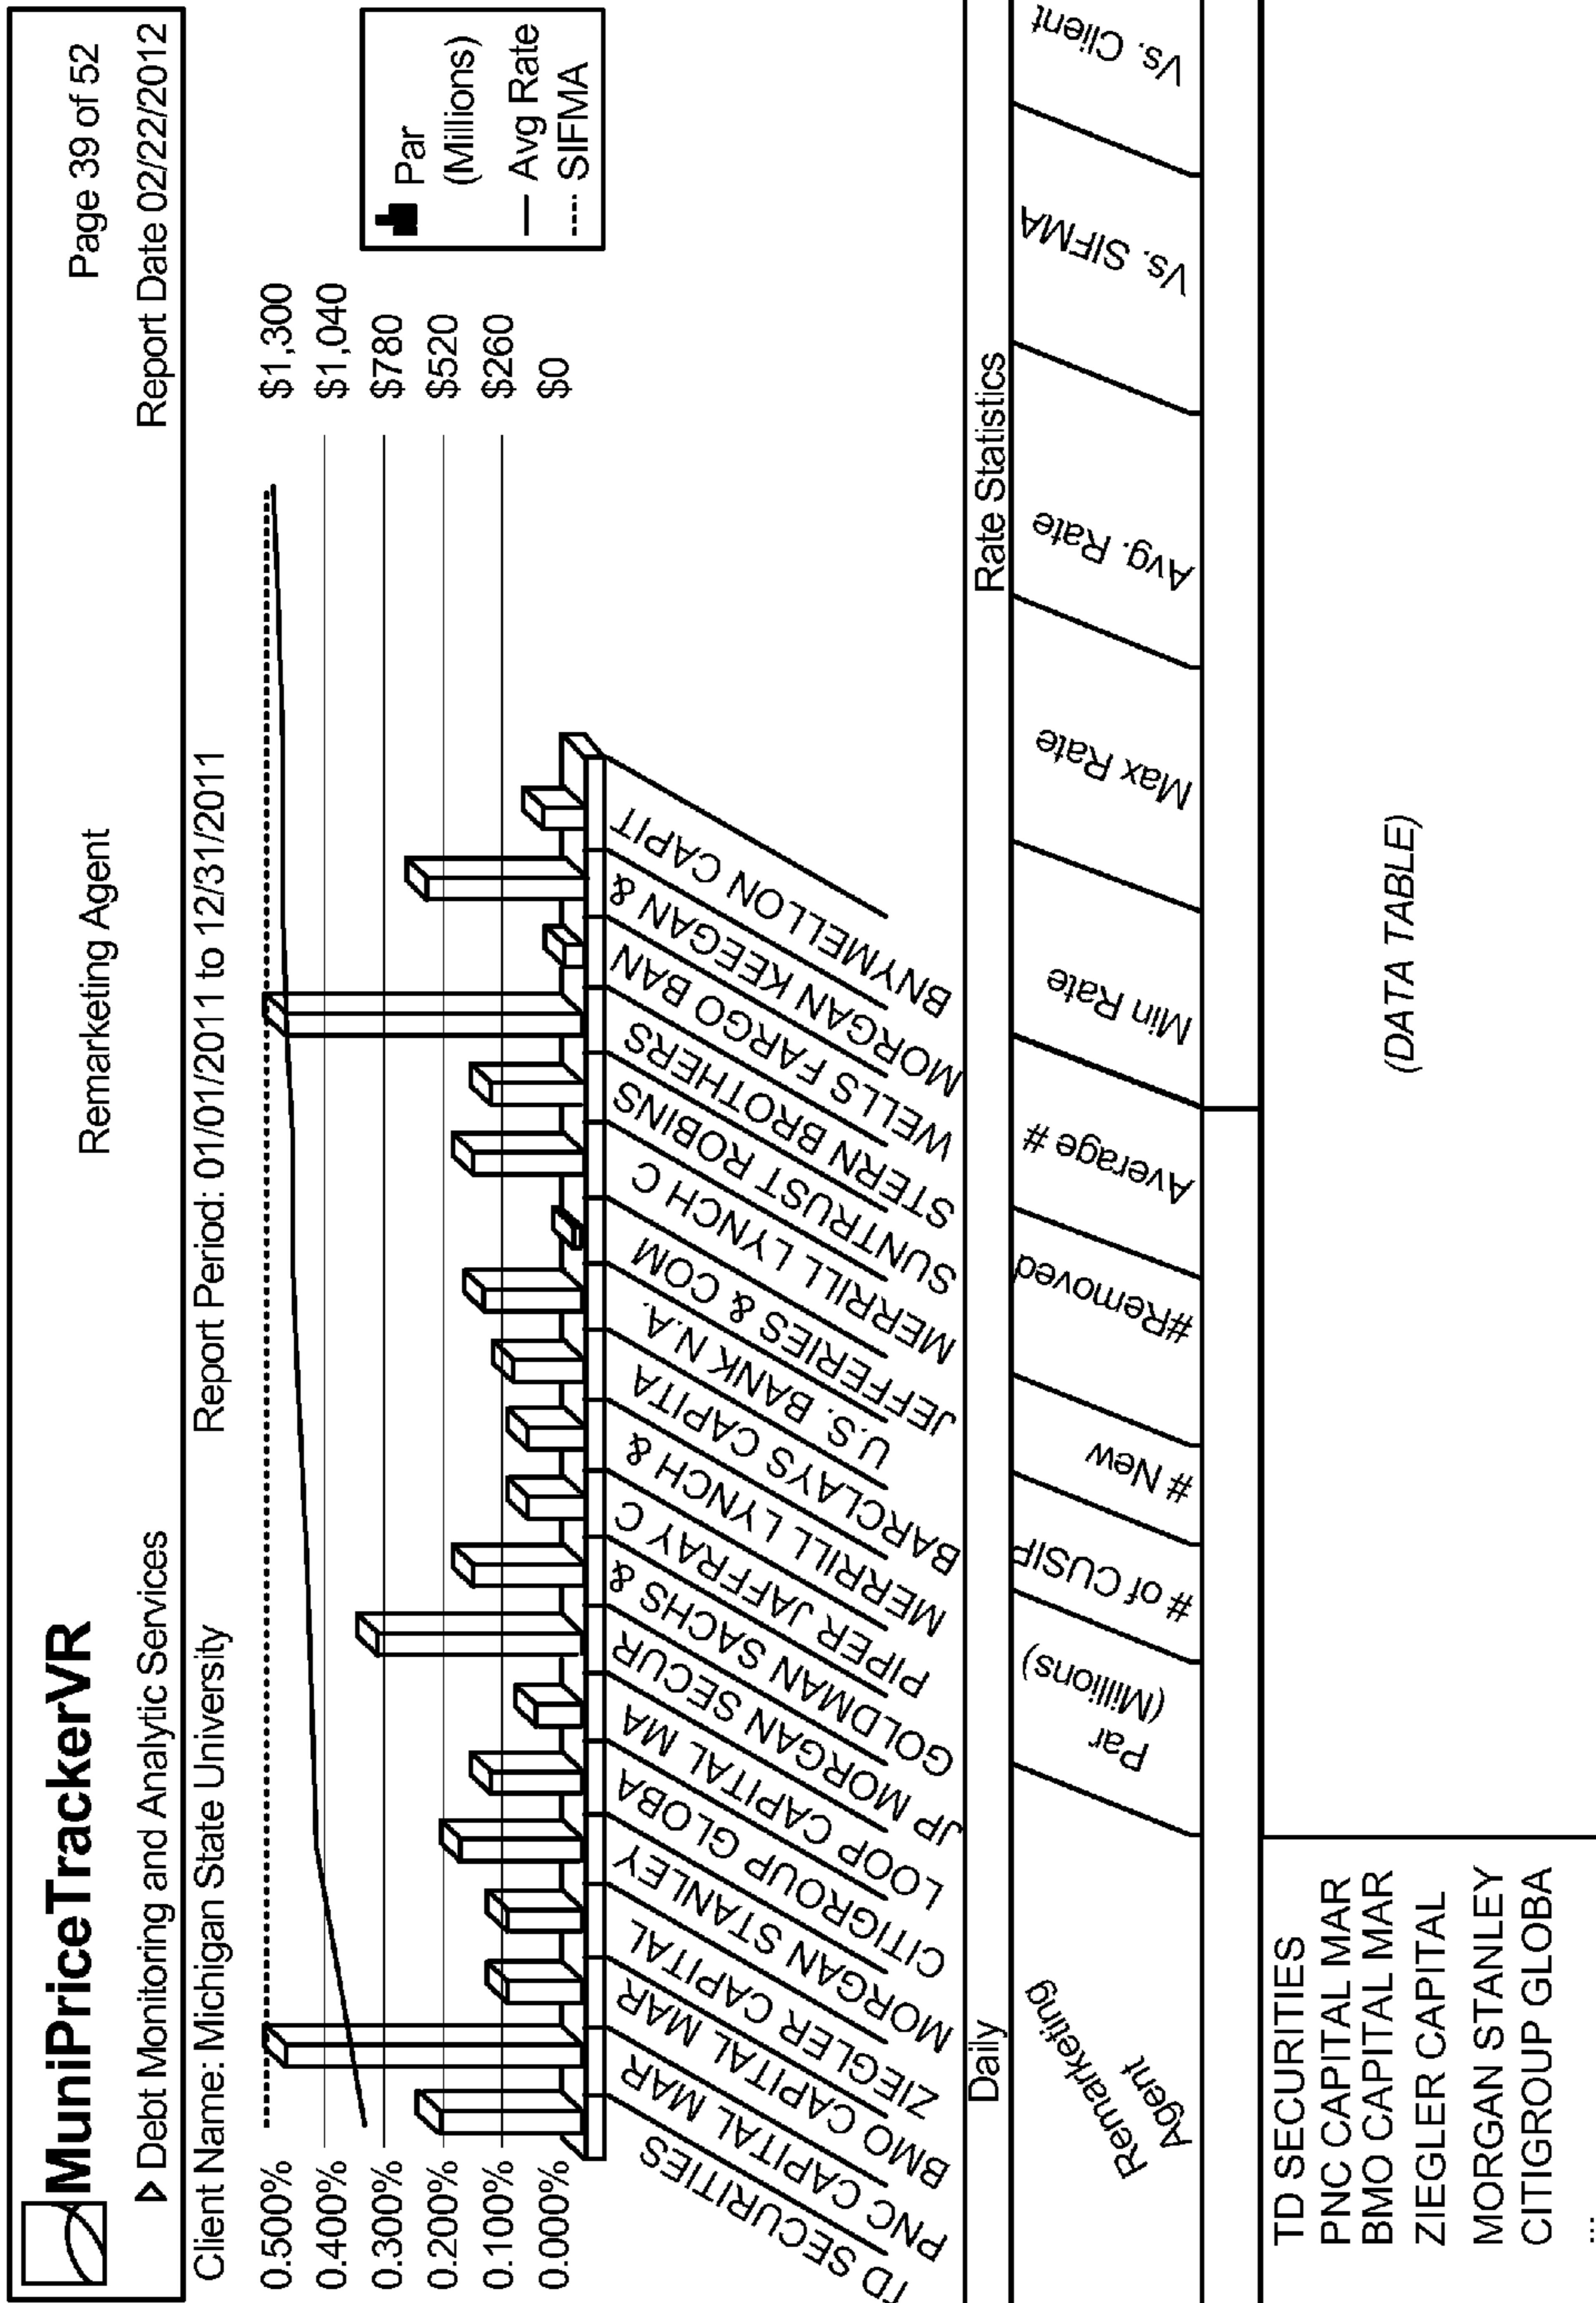 MuniPriceTrackerVR
Remarketing Agent
Page 39 of 52
Debt Monitoring and Analytic Services
Report Date 02/22/2012
Client Name: Michigan State University
Report Period: 01/01/2011 to 12/31/2011
0.500%
0.400%
0.300%
0.200%
0.100%
0.000%
$1,300
$1,040
$780
$520
$260
$0
Par
(Millions)
Avg Rate
SIFMA
TD SECURITIES
PNC CAPITAL MAR
BMO CAPITAL MAR
ZIEGLER CAPITAL
MORGAN STANLEY
CITIGROUP GLOBA
LOOP CAPITAL MA
JP MORGAN SECUR
GOLDMAN SACHS &
PIPER JAFFRAY C
MERRILL LYNCH &
BARCLAYS CAPITA
U.S. BANK N.A.
JEFFERIES & COM
MERRILL LYNCH C
SUNTRUST ROBINS
STERN BROTHERS
WELLS FARGO BAN
MORGAN KEEGAN &
BNYMELLON CAPIT
Daily
Rate Statistics
Remarketing
Agent
Par
(Millions)
# of CUSIP
# New
#Removed
Average #
Min Rate
Max Rate
Avg. Rate
Vs. SIFMA
Vs. Client
TD SECURITIES
PNC CAPITAL MAR
BMO CAPITAL MAR
ZIEGLER CAPITAL
MORGAN STANLEY
CITIGROUP GLOBA
...
(DATA TABLE)